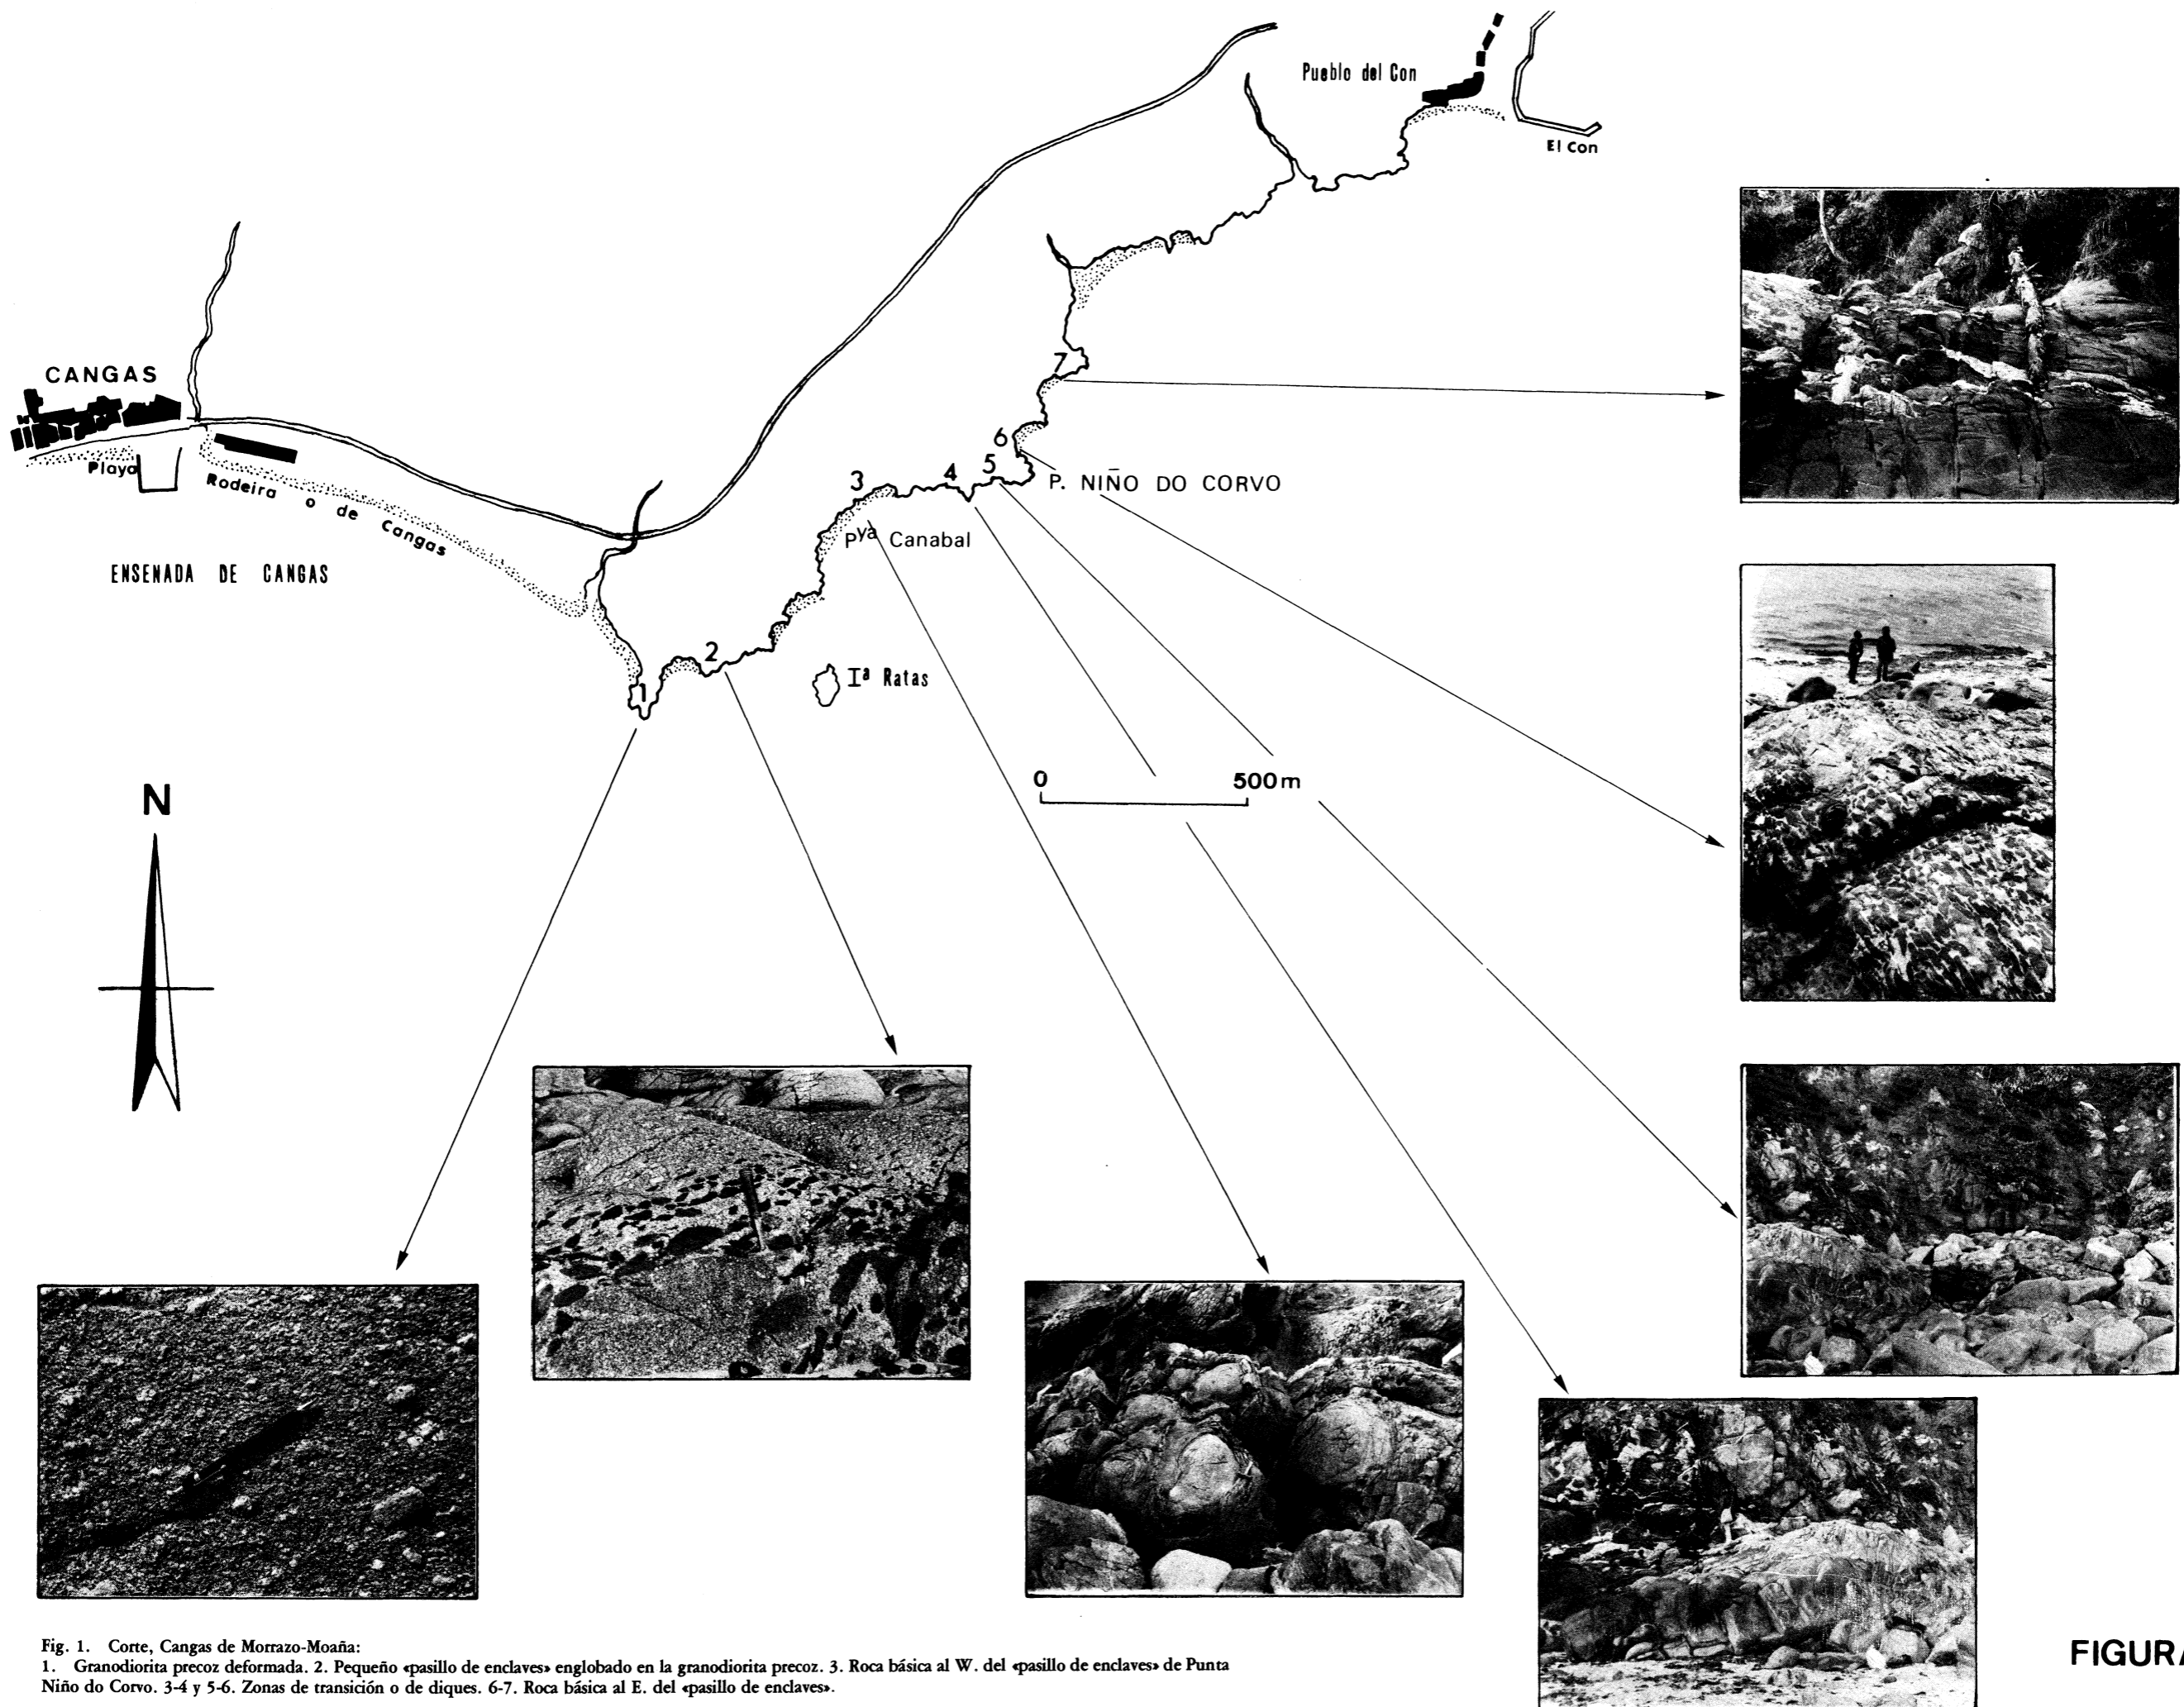 Pueblo del Con
El Con
CANGAS
Playa
Rodeira o de Cangas
ENSENADA DE CANGAS
7
6
5
4
3
P. NIÑO DO CORVO
Pya Canabal
2
1
Iª Ratas
0 500m
N
Fig. 1. Corte, Cangas de Morrazo-Moaña:
1. Granodiorita precoz deformada. 2. Pequeño «pasillo de enclaves» englobado en la granodiorita precoz. 3. Roca básica al W. del «pasillo de enclaves» de Punta
Niño do Corvo. 3-4 y 5-6. Zonas de transición o de diques. 6-7. Roca básica al E. del «pasillo de enclaves».
FIGURA